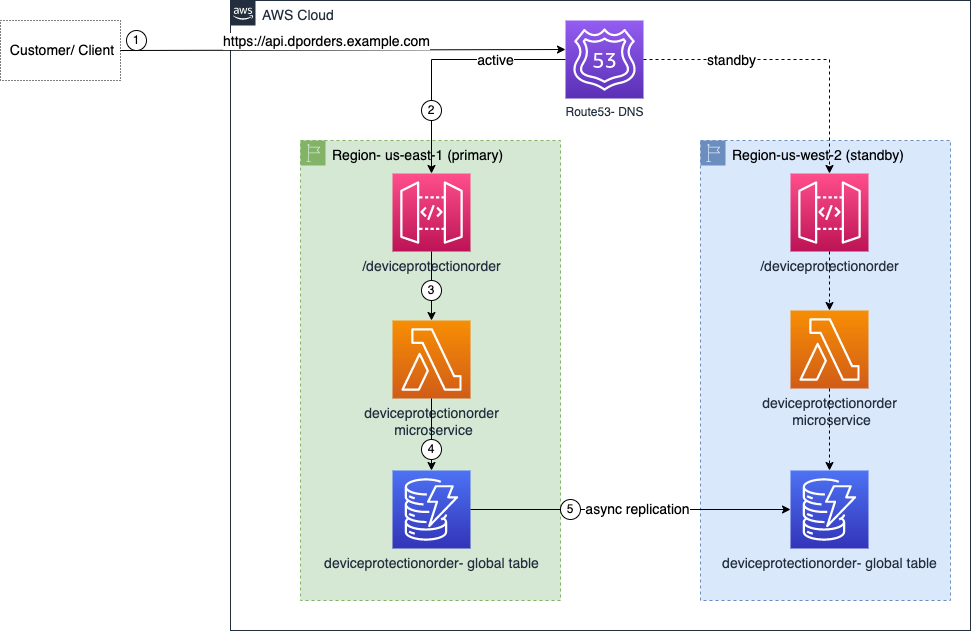 aws
AWS Cloud
Customer/ Client
1
https://api.dporders.example.com
53
active
standby
Route53- DNS
2
Region- us-east-1 (primary)
Region-us-west-2 (standby)
</>
</>
/deviceprotectionorder
/deviceprotectionorder
3
deviceprotectionorder
microservice
deviceprotectionorder
microservice
4
5
async replication
deviceprotectionorder- global table
deviceprotectionorder- global table